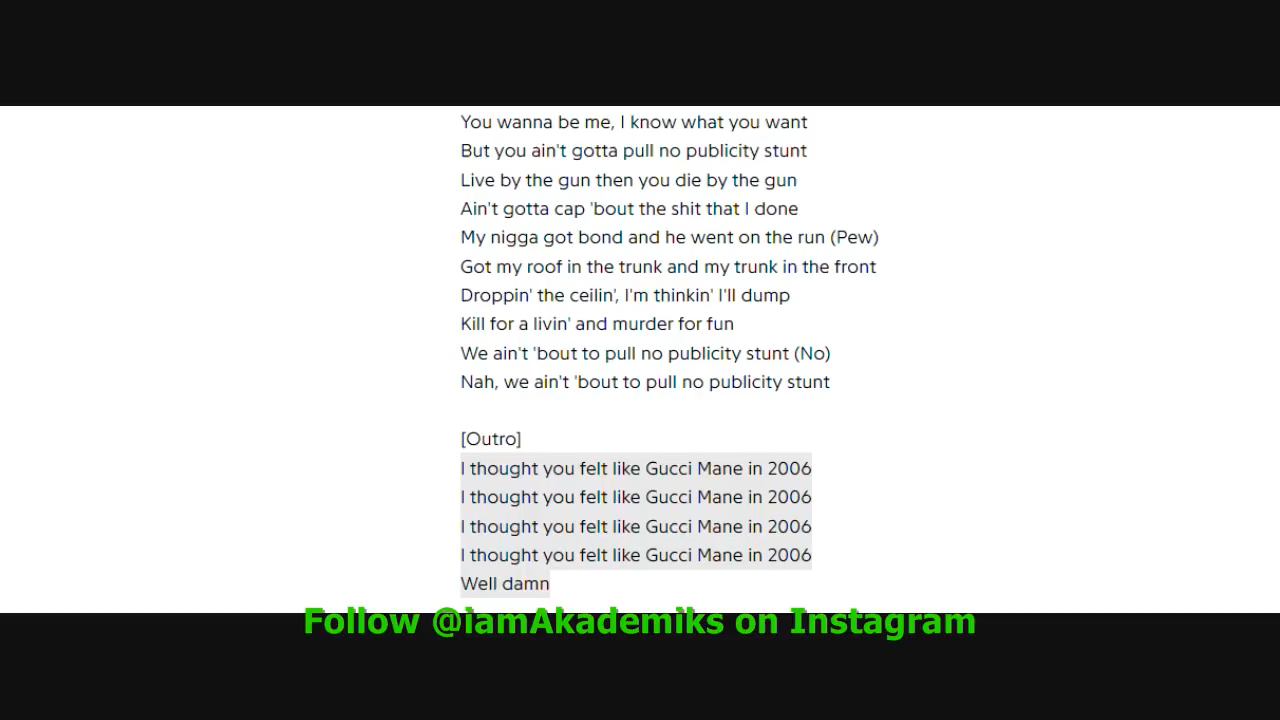 You wanna be me, I know what you want
But you ain't gotta pull no publicity stunt
Live by the gun then you die by the gun
Ain't gotta cap 'bout the shit that I done
My nigga got bond and he went on the run (Pew)
Got my roof in the trunk and my trunk in the front
Droppin' the ceilin', I'm thinkin' I'll dump
Kill for a livin' and murder for fun
We ain't 'bout to pull no publicity stunt (No)
Nah, we ain't 'bout to pull no publicity stunt
[Outro]
I thought you felt like Gucci Mane in 2006
I thought you felt like Gucci Mane in 2006
I thought you felt like Gucci Mane in 2006
I thought you felt like Gucci Mane in 2006
Well damn
Follow @iamAkademiks on Instagram